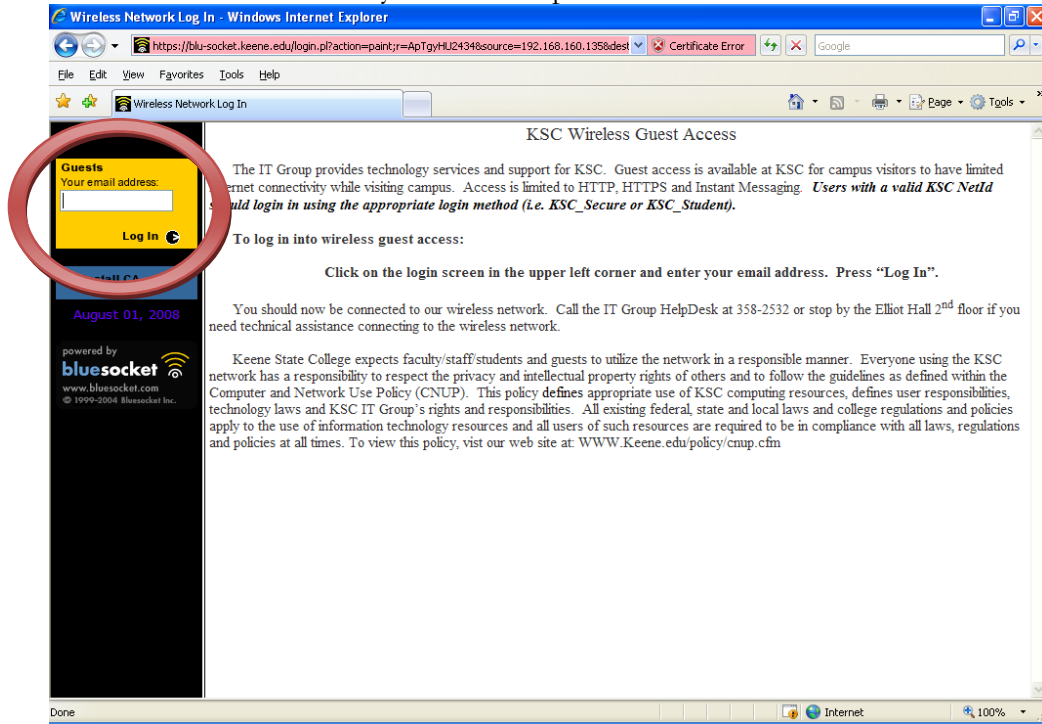 Wireless Network Log In - Windows Internet Explorer
https://blu-socket.keene.edu/login.pl?action=paint;r=ApTgyHU2434&source=192.168.160.135&dest
Certificate Error
Google
File Edit View Favorites Tools Help
Wireless Network Log In
Page
Tools
KSC Wireless Guest Access
Guests
Your email address:
Log In
CA
August 01, 2008
powered by
bluesocket
www.bluesocket.com
© 1999-2004 Bluesocket Inc.
The IT Group provides technology services and support for KSC. Guest access is available at KSC for campus visitors to have limited
connectivity while visiting campus. Access is limited to HTTP, HTTPS and Instant Messaging. Users with a valid KSC NetId
login in using the appropriate login method (i.e. KSC_Secure or KSC_Student).
To log in into wireless guest access:
Click on the login screen in the upper left corner and enter your email address. Press “Log In”.
You should now be connected to our wireless network. Call the IT Group HelpDesk at 358-2532 or stop by the Elliot Hall 2nd floor if you
need technical assistance connecting to the wireless network.
Keene State College expects faculty/staff/students and guests to utilize the network in a responsible manner. Everyone using the KSC
network has a responsibility to respect the privacy and intellectual property rights of others and to follow the guidelines as defined within the
Computer and Network Use Policy (CNUP). This policy defines appropriate use of KSC computing resources, defines user responsibilities,
technology laws and KSC IT Group’s rights and responsibilities. All existing federal, state and local laws and college regulations and policies
apply to the use of information technology resources and all users of such resources are required to be in compliance with all laws, regulations
and policies at all times. To view this policy, vist our web site at: WWW.Keene.edu/policy/cnup.cfm
Done
Internet
100%